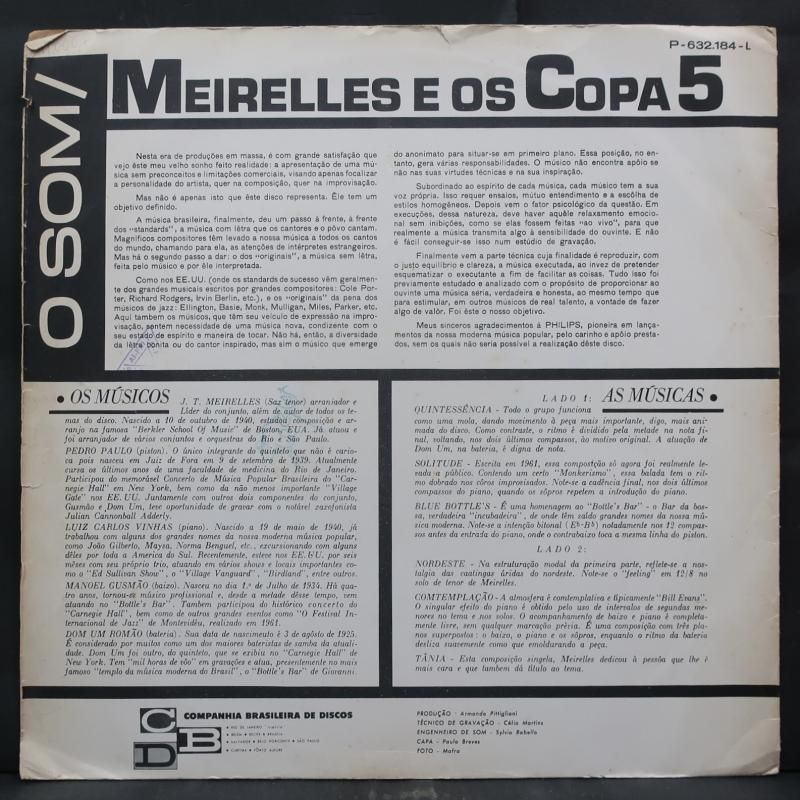 P-632.184-L
O SOM/
MEIRELLES E OS COPA 5
Nesta era de produções em massa, é com grande satisfação que
vejo êste meu velho sonho feito realidade: a apresentação de uma mú-
sica sem preconceitos e limitações comerciais, visando apenas focalizar
a personalidade do artista, quer na composição, quer na improvisação.
Mas não é apenas isto que êste disco representa. Êle tem um
objetivo definido.
A música brasileira, finalmente, deu um passo à frente, à frente
dos "standards", a música com lêtra que os cantores e o pôvo cantam.
Magníficos compositores têm levado a nossa música a todos os cantos
do mundo, chamando para ela, as atenções de intérpretes estrangeiros.
Mas há o segundo passo a dar: o dos "originais", a música sem lêtra,
feita pelo músico e por êle interpretada.
Como nos EE.UU. (onde os standards de sucesso vêm geralmen-
te dos grandes musicais escritos por grandes compositores: Cole Por-
ter, Richard Rodgers, Irvin Berlin, etc.), e os "originais" da pena dos
músicos de jazz: Ellington, Basie, Monk, Mulligan, Miles, Parker, etc.
Aqui também os músicos, que têm seu veículo de expressão na impro-
visação, sentem necessidade de uma música nova, condizente com o
seu estado de espírito e maneira de tocar. Não há, então, a diversidade
da lêtra bonita ou do cantor inspirado, mas sim o músico que emerge
do anonimato para situar-se em primeiro plano. Essa posição, no en-
tanto, gera várias responsabilidades. O músico não encontra apôio se
não nas suas virtudes técnicas e na sua inspiração.
Subordinado ao espírito de cada música, cada músico tem a sua
voz própria. Isso requer ensaios, mútuo entendimento e a escôlha de
estilos homogêneos. Depois vem o fator psicológico da questão. Em
execuções, dessa natureza, deve haver aquêle relaxamento emocio-
nal sem inibições, como se elas fossem feitas "ao vivo", para que
realmente a música transmita algo à sensibilidade do ouvinte. E não
é fácil conseguir-se isso num estúdio de gravação.
Finalmente vem a parte técnica cuja finalidade é reproduzir, com
o justo equilíbrio e clareza, a música executada, ao invez de pretender
esquematizar o executante a fim de facilitar as coisas. Tudo isso foi
previamente estudado e analizado com o propósito de proporcionar ao
ouvinte uma música séria, verdadeira e honesta, ao mesmo tempo que
para estimular, em outros músicos de real talento, a vontade de fazer
algo de valôr. Foi êste o nosso objetivo.
Meus sinceros agradecimentos à PHILIPS, pioneira em lança-
mentos da nossa moderna música popular, pelo carinho e apôio presta-
dos, sem os quais não seria possível a realização dêste disco.
• OS MÚSICOS
J. T. MEIRELLES (Sax tenor) arranjador e
Líder do conjunto, além de autor de todos os te-
mas do disco. Nascido a 10 de outubro de 1940, estudou composição e ar-
ranjo na famosa "Berkler School Of Music" de Boston, EUA. Já atuou e
foi arranjador de vários conjuntos e orquestras do Rio e São Paulo.
PEDRO PAULO (piston). O único integrante do quinteto que não é cario-
ca pois nasceu em Juiz de Fora em 9 de setembro de 1939. Atualmente
cursa os últimos anos de uma faculdade de medicina do Rio de Janeiro.
Participou do memorável Concerto de Música Popular Brasileira do "Car-
negie Hall" em New York, bem como da não menos importante "Village
Gate" nos EE. UU. Juntamente com outros dois componentes do conjunto,
Gusmão e Dom Um, teve oportunidade de gravar com o notável saxofonista
Julian Cannonball Adderly.
LUIZ CARLOS VINHAS (piano). Nascido a 19 de maio de 1940, já
trabalhou com alguns dos grandes nomes da nossa moderna música popular,
como João Gilberto, Maysa, Norma Benguel, etc., excursionando com alguns
dêles por toda a America do Sul. Recentemente, estêve nos EE.UU. por seis
mêses com seu próprio trio, atuando em vários shows e locais importantes co-
mo o "Ed Sullivan Show", o "Village Vanguard", "Birdland", entre outros.
MANOEL GUSMÃO (baixo). Nasceu no dia 1.º de Julho de 1934. Há qua-
tro anos, tornou-se músico profissional e, desde a metade dêsse tempo, vem
atuando no "Bottle's Bar". Também participou do histórico concerto do
"Carnegie Hall", bem como de outros grandes eventos como "O Festival In-
ternacional de Jazz" de Montevidéu, realizado em 1961.
DOM UM ROMÃO (bateria). Sua data de nascimento é 3 de agôsto de 1925.
É considerado por muitos como um dos maiores bateristas de samba da atuali-
dade. Dom Um foi outro, do quinteto, que se exibiu no "Carnegie Hall" de
New York. Tem "mil horas de vôo" em gravações e atua, presentemente no mais
famoso "templo da música moderna do Brasil", o "Bottle's Bar" de Giovanni.
LADO 1: AS MÚSICAS •
QUINTESSÊNCIA - Todo o grupo funciona
como uma mola, dando movimento à peça mais importante, digo, mais ani-
mada do disco. Como contraste, o ritmo é dividido pela metade na nota fi-
nal, voltando, nos dois últimos compassos, ào motivo original. A atuação de
Dom Um, na bateria, é digna de nota.
SOLITUDE - Escrita em 1961, essa composição só agora foi realmente le-
vada a público. Contendo um certo "Monkerismo", essa balada tem o rit-
mo dobrado nos côros improvisados. Note-se a cadência final, nos dois últimos
compassos do piano, quando os sôpros repetem a introdução do piano.
BLUE BOTTLE'S - É uma homenagem ao "Bottle's Bar" - o Bar da bos-
sa, verdadeira "incubadeira", de onde têm saído grandes nomes da nossa mú-
sica moderna. Note-se a intenção bitonal (Eb-Bb) notadamente nos 12 compas-
sos antes da entrada do piano, onde o contrabaixo toca a mesma linha do piston.
LADO 2:
NORDESTE - Na estruturação modal da primeira parte, reflete-se a nos-
talgia das caatingas áridas do nordeste. Note-se o "feeling" em 12/8 no
solo de tenor de Meirelles.
COMTEMPLAÇÃO - A atmosfera é contemplativa e tipicamente "Bill Evans".
O singular efeito do piano é obtido pelo uso de intervalos de segundas me-
nores no tema e nos solos. O acompanhamento de baixo e piano é completa-
mente livre, sem qualquer marcação prévia. É uma composição com três pla-
nos superpostos: o baixo, o piano e os sôpros, enquanto o ritmo da bateria
desliza suavemente como que emoldurando a peça.
TÂNIA - Esta composição singela, Meirelles dedicou à pessôa que lhe é
mais cara e que tambem dá título ao tema.
CBD
COMPANHIA BRASILEIRA DE DISCOS
• RIO DE JANEIRO
• BELÉM • RECIFE • BRASÍLIA
• SALVADOR • BELO HORIZONTE • SÃO PAULO
• CURITIBA • PÔRTO ALEGRE
PRODUÇÃO - Armando Pittigliani
TÉCNICO DE GRAVAÇÃO - Célio Martins
ENGENHEIRO DE SOM - Sylvio Rabello
CAPA - Paulo Breves
FOTO - Mafra